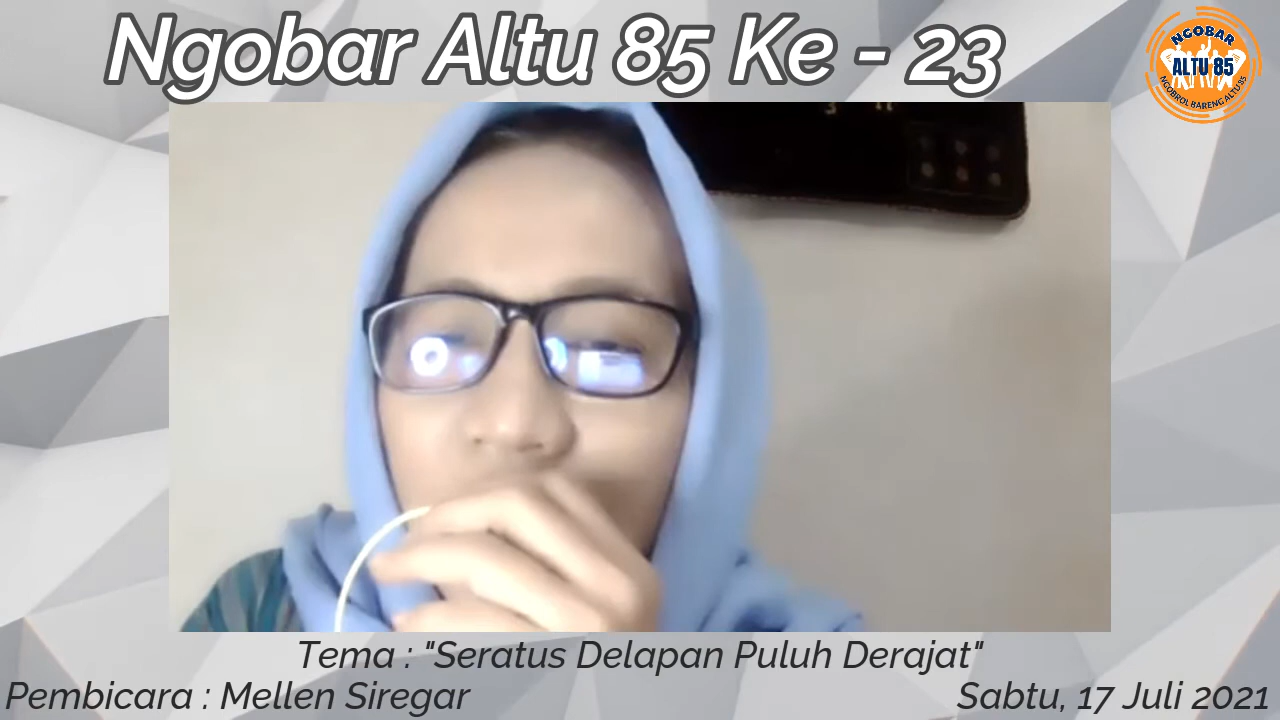 Ngobar Altu 85 Ke - 23
NGOBAR
ALTU 85
NGOBROL BARENG ALTU 85
Tema : "Seratus Delapan Puluh Derajat"
Pembicara : Mellen Siregar
Sabtu, 17 Juli 2021